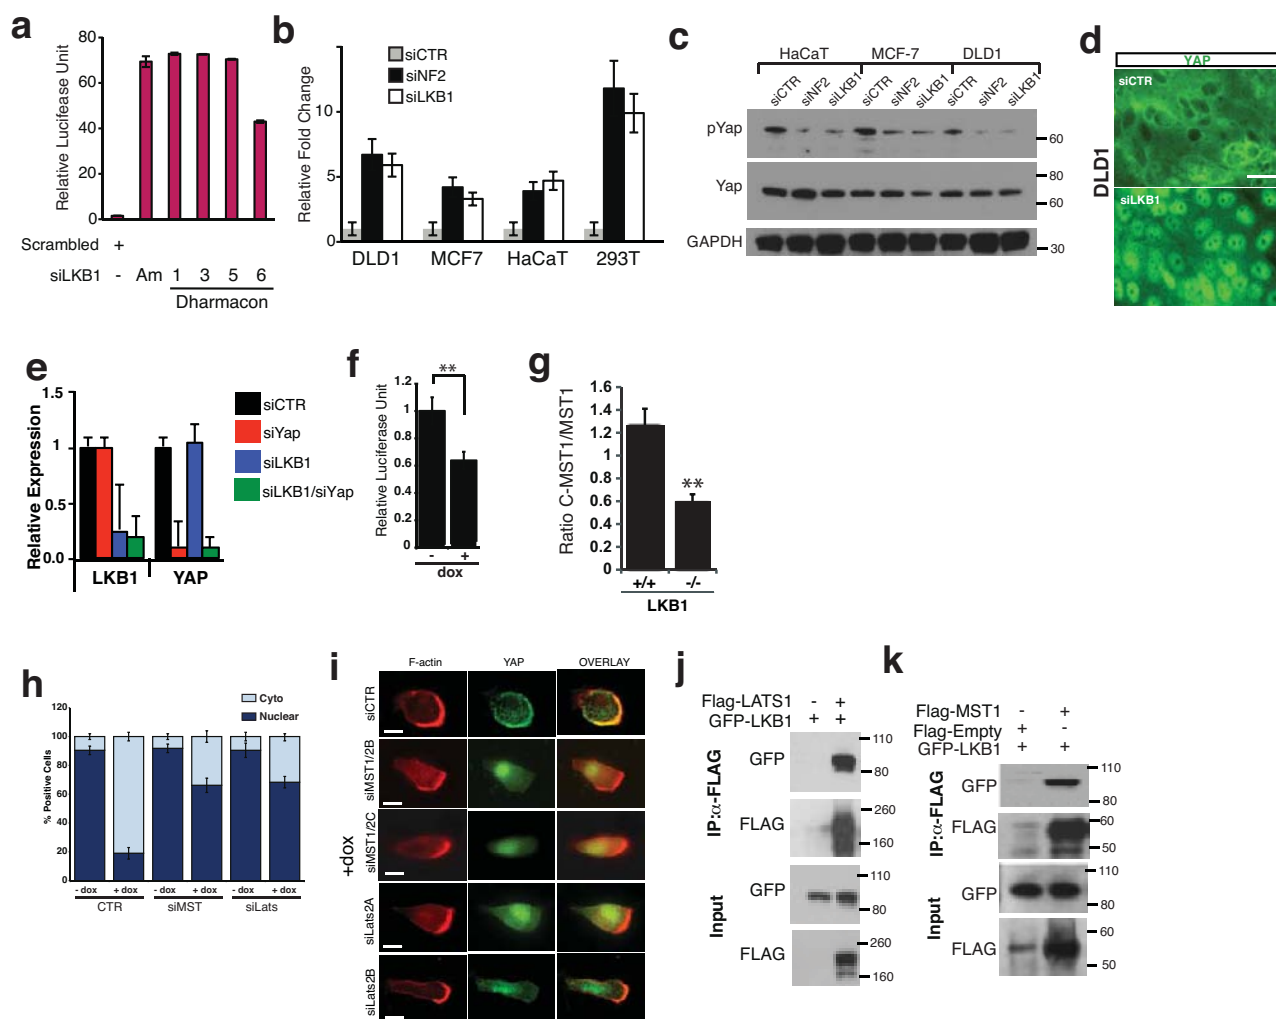 a
Relative Luciferase Unit
80
60
40
20
0
Scrambled +
siLKB1 - Am 1 3 5 6
Dharmacon
b
Relative Fold Change
10
5
0
siCTR
siNF2
siLKB1
DLD1 MCF7 HaCaT 293T
c
HaCaT MCF-7 DLD1
siCTR siNF2 siLKB1 siCTR siNF2 siLKB1 siCTR siNF2 siLKB1
pYap 60
Yap 80
60
GAPDH 30
d
YAP
DLD1
siCTR
siLKB1
e
Relative Expression
1.5
1
0.5
0.0
LKB1 YAP
siCTR
siYap
siLKB1
siLKB1/siYap
f
Relative Luciferase Unit
1.2
1
0.8
0.6
0.4
0.2
0
**
- +
dox
g
Ratio C-MST1/MST1
1.6
1.4
1.2
1
0.8
0.6
0.4
0.2
0
**
+/+ -/-
LKB1
h
Cyto
Nuclear
% Positive Cells
120
100
80
60
40
20
0
- dox + dox - dox + dox - dox + dox
CTR siMST siLats
i
F-actin YAP OVERLAY
+dox
siCTR
siMST1/2B
siMST1/2C
siLats2A
siLats2B
j
Flag-LATS1 - +
GFP-LKB1 + +
IP:α-FLAG
GFP 110
80
FLAG 260
160
Input
GFP 110
80
FLAG 260
160
k
Flag-MST1 - +
Flag-Empty + -
GFP-LKB1 + +
IP:α-FLAG
GFP 110
80
FLAG 60
50
Input
GFP 110
80
FLAG 60
50